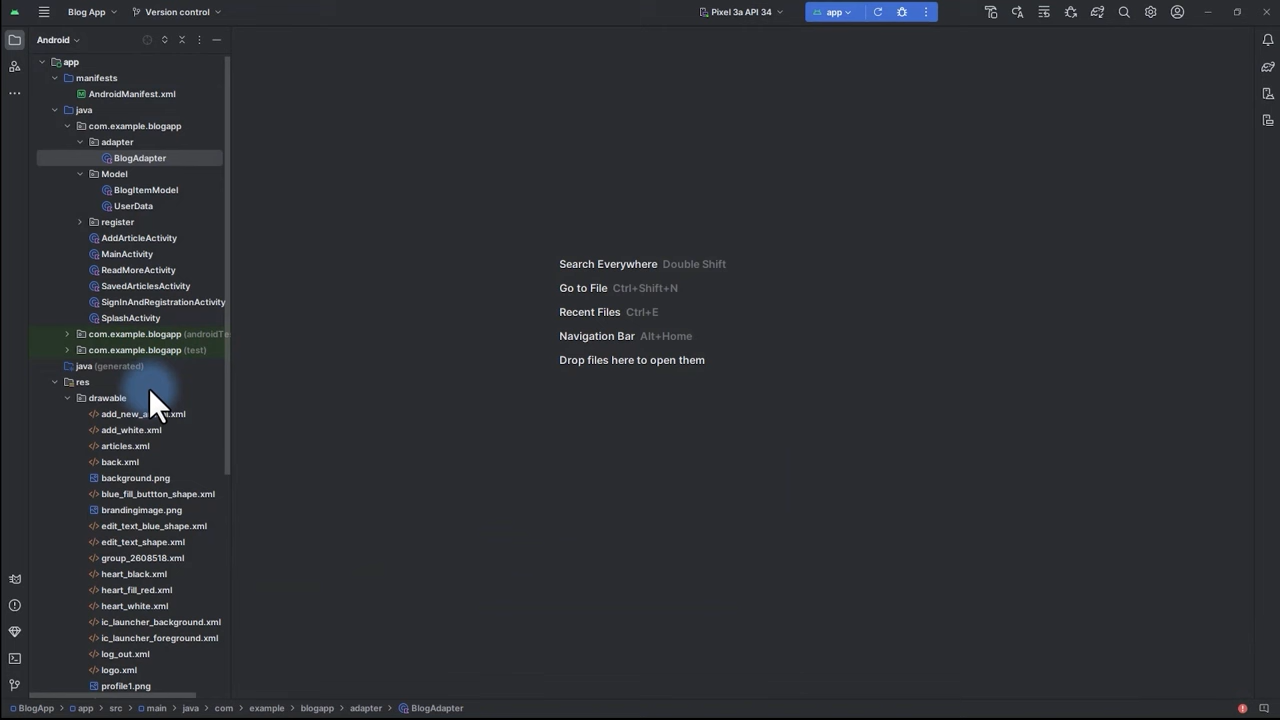 Blog App
Version control
Pixel 3a API 34
app
Android
app
manifests
AndroidManifest.xml
java
com.example.blogapp
adapter
BlogAdapter
Model
BlogItemModel
UserData
register
AddArticleActivity
MainActivity
ReadMoreActivity
SavedArticlesActivity
SignInAndRegistrationActivity
SplashActivity
com.example.blogapp (androidTe
com.example.blogapp (test)
java (generated)
res
drawable
add_white.xml
articles.xml
back.xml
background.png
blue_fill_buttton_shape.xml
brandingimage.png
edit_text_blue_shape.xml
edit_text_shape.xml
group_2608518.xml
heart_black.xml
heart_fill_red.xml
heart_white.xml
ic_launcher_background.xml
ic_launcher_foreground.xml
log_out.xml
logo.xml
profile1.png
Search Everywhere Double Shift
Go to File Ctrl+Shift+N
Recent Files Ctrl+E
Navigation Bar Alt+Home
Drop files here to open them
BlogApp > app > src > main > java > com > example > blogapp > adapter > BlogAdapter